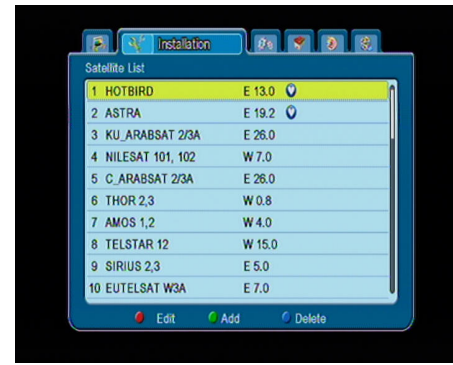 Installation
Satellite List
1 HOTBIRD E 13.0
2 ASTRA E 19.2
3 KU_ARABSAT 2/3A E 26.0
4 NILESAT 101, 102 W 7.0
5 C_ARABSAT 2/3A E 26.0
6 THOR 2,3 W 0.8
7 AMOS 1,2 W 4.0
8 TELSTAR 12 W 15.0
9 SIRIUS 2,3 E 5.0
10 EUTELSAT W3A E 7.0
Edit Add Delete